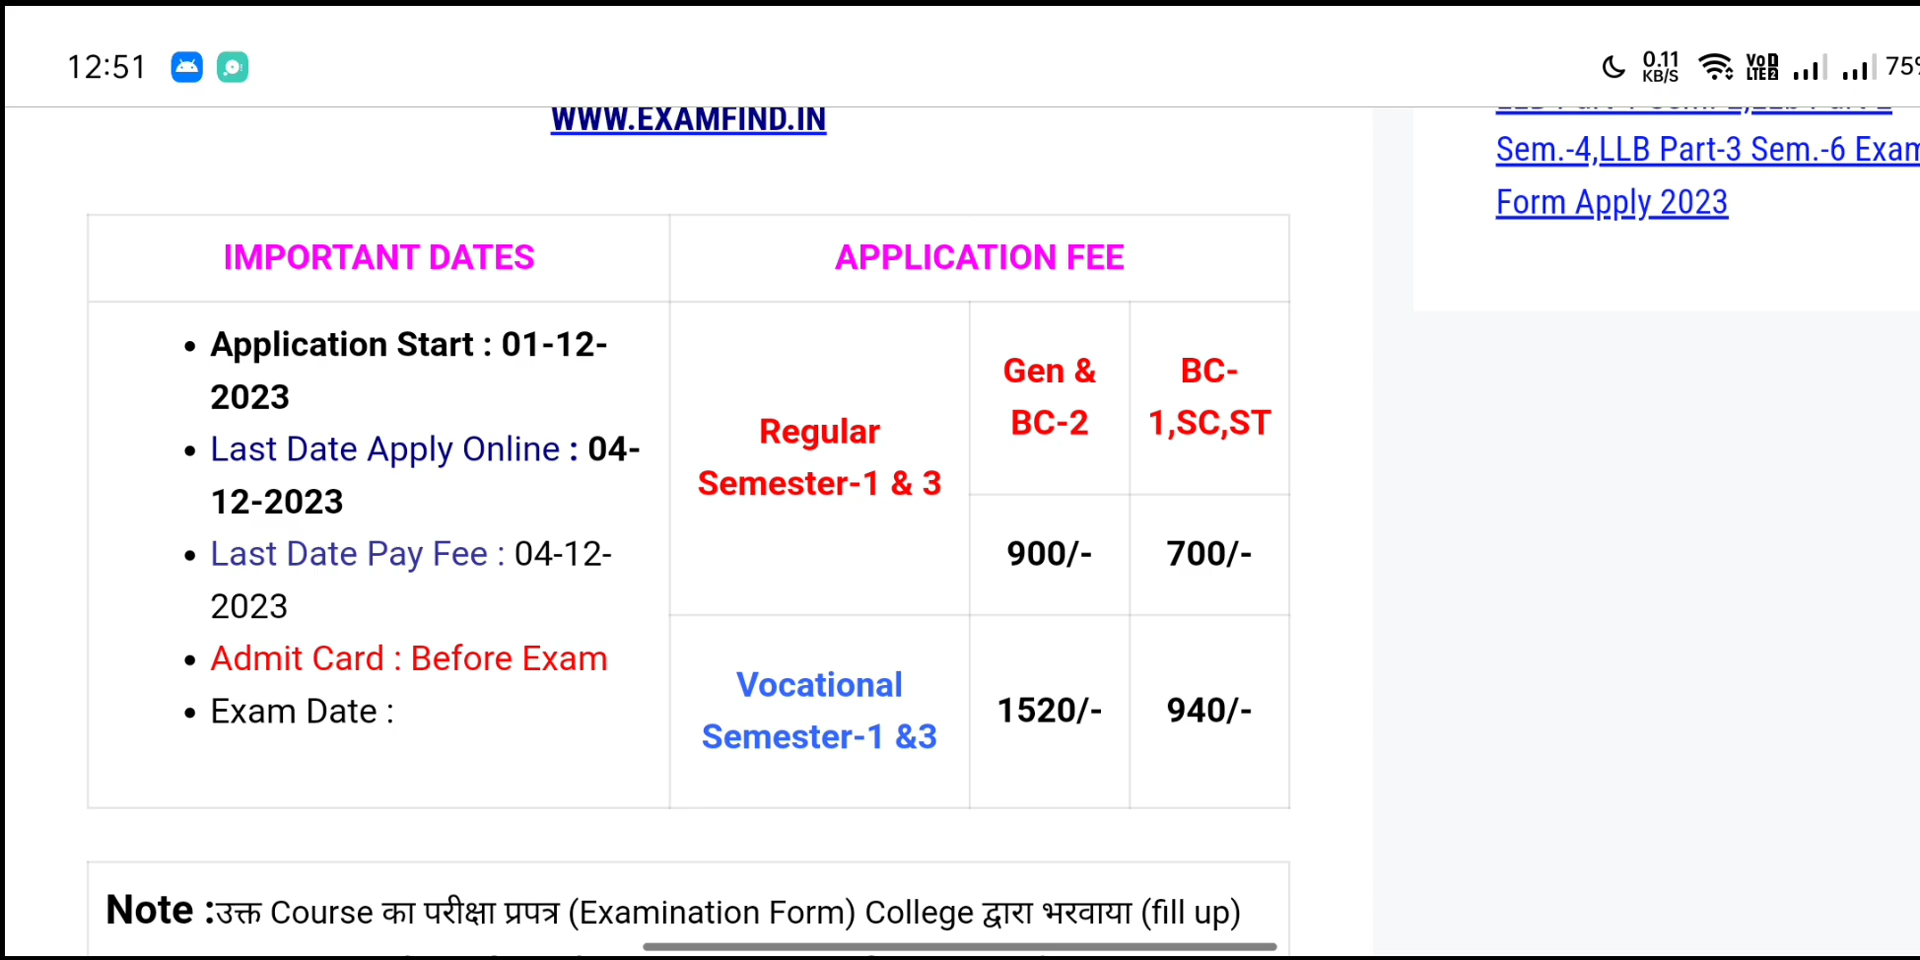 12:51
0.11
KB/S
VoD
LTE2
75%
WWW.EXAMFIND.IN
Sem.-4,LLB Part-3 Sem.-6 Exam
Form Apply 2023
IMPORTANT DATES
APPLICATION FEE
• Application Start : 01-12-
2023
• Last Date Apply Online : 04-
12-2023
• Last Date Pay Fee : 04-12-
2023
• Admit Card : Before Exam
• Exam Date :
Regular
Semester-1 & 3
Gen &
BC-2
BC-
1,SC,ST
900/-
700/-
Vocational
Semester-1 &3
1520/-
940/-
Note :उक्त Course का परीक्षा प्रपत्र (Examination Form) College द्वारा भरवाया (fill up)